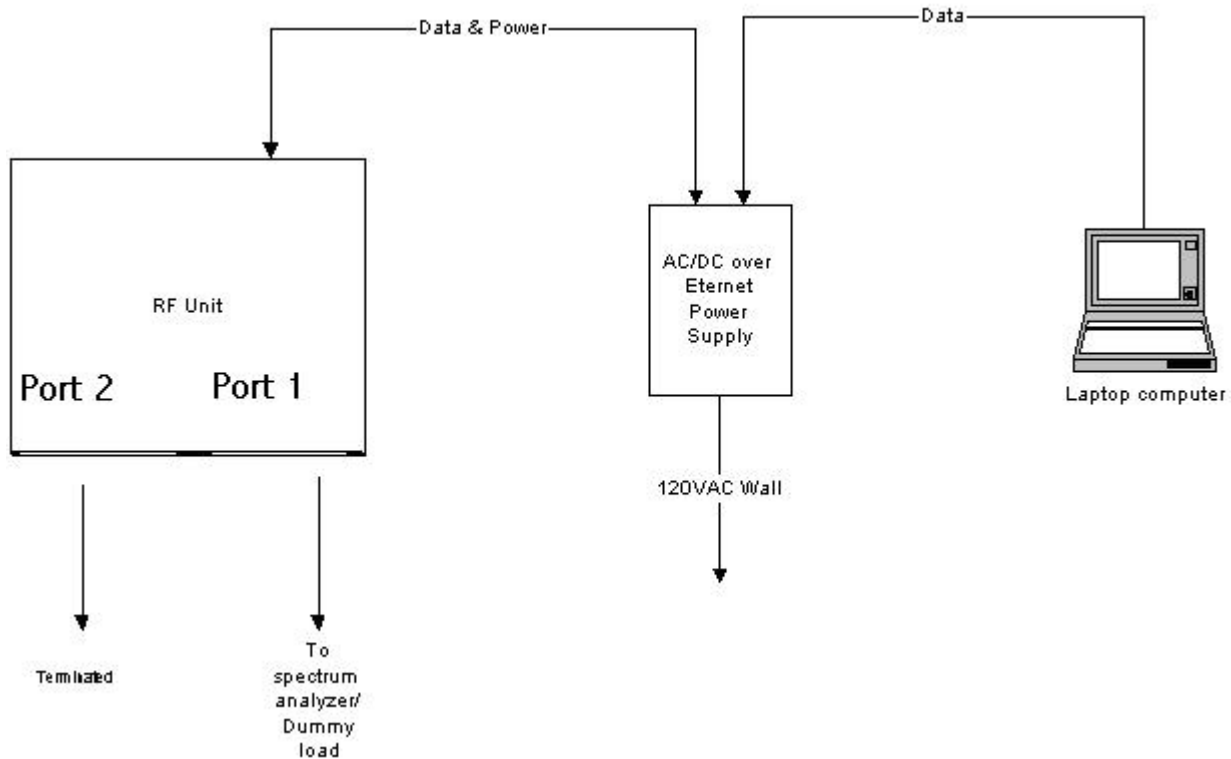 Data & Power
Data
RF Unit
Port 2
Port 1
AC/DC over
Eternet
Power
Supply
Laptop computer
120VAC Wall
Terminated
To
spectrum
analyzer/
Dummy
load